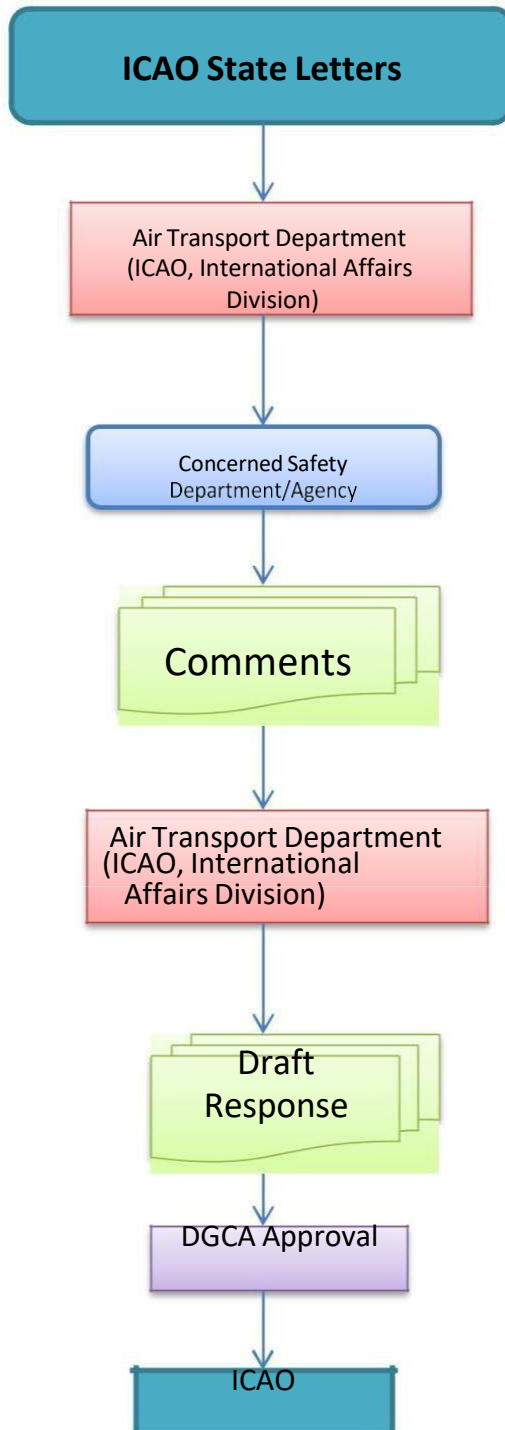 ICAO State Letters
Air Transport Department
(ICAO, International Affairs
Division)
Concerned Safety
Department/Agency
Comments
Air Transport Department
(ICAO, International
Affairs Division)
Draft
Response
DGCA Approval
ICAO